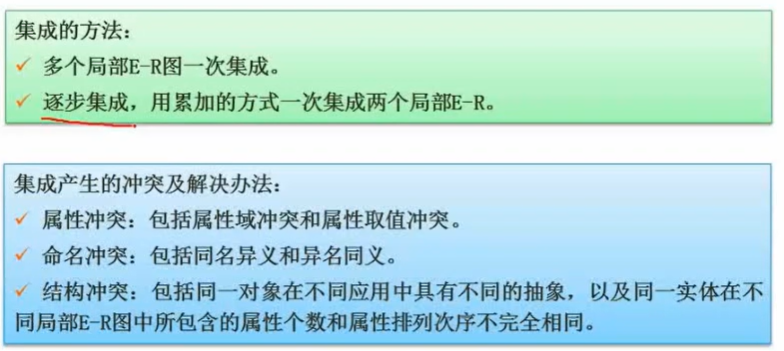 集成的方法：
✓ 多个局部E-R图一次集成。
✓ 逐步集成，用累加的方式一次集成两个局部E-R。
集成产生的冲突及解决办法：
✓ 属性冲突：包括属性域冲突和属性取值冲突。
✓ 命名冲突：包括同名异义和异名同义。
✓ 结构冲突：包括同一对象在不同应用中具有不同的抽象，以及同一实体在不
同局部E-R图中所包含的属性个数和属性排列次序不完全相同。